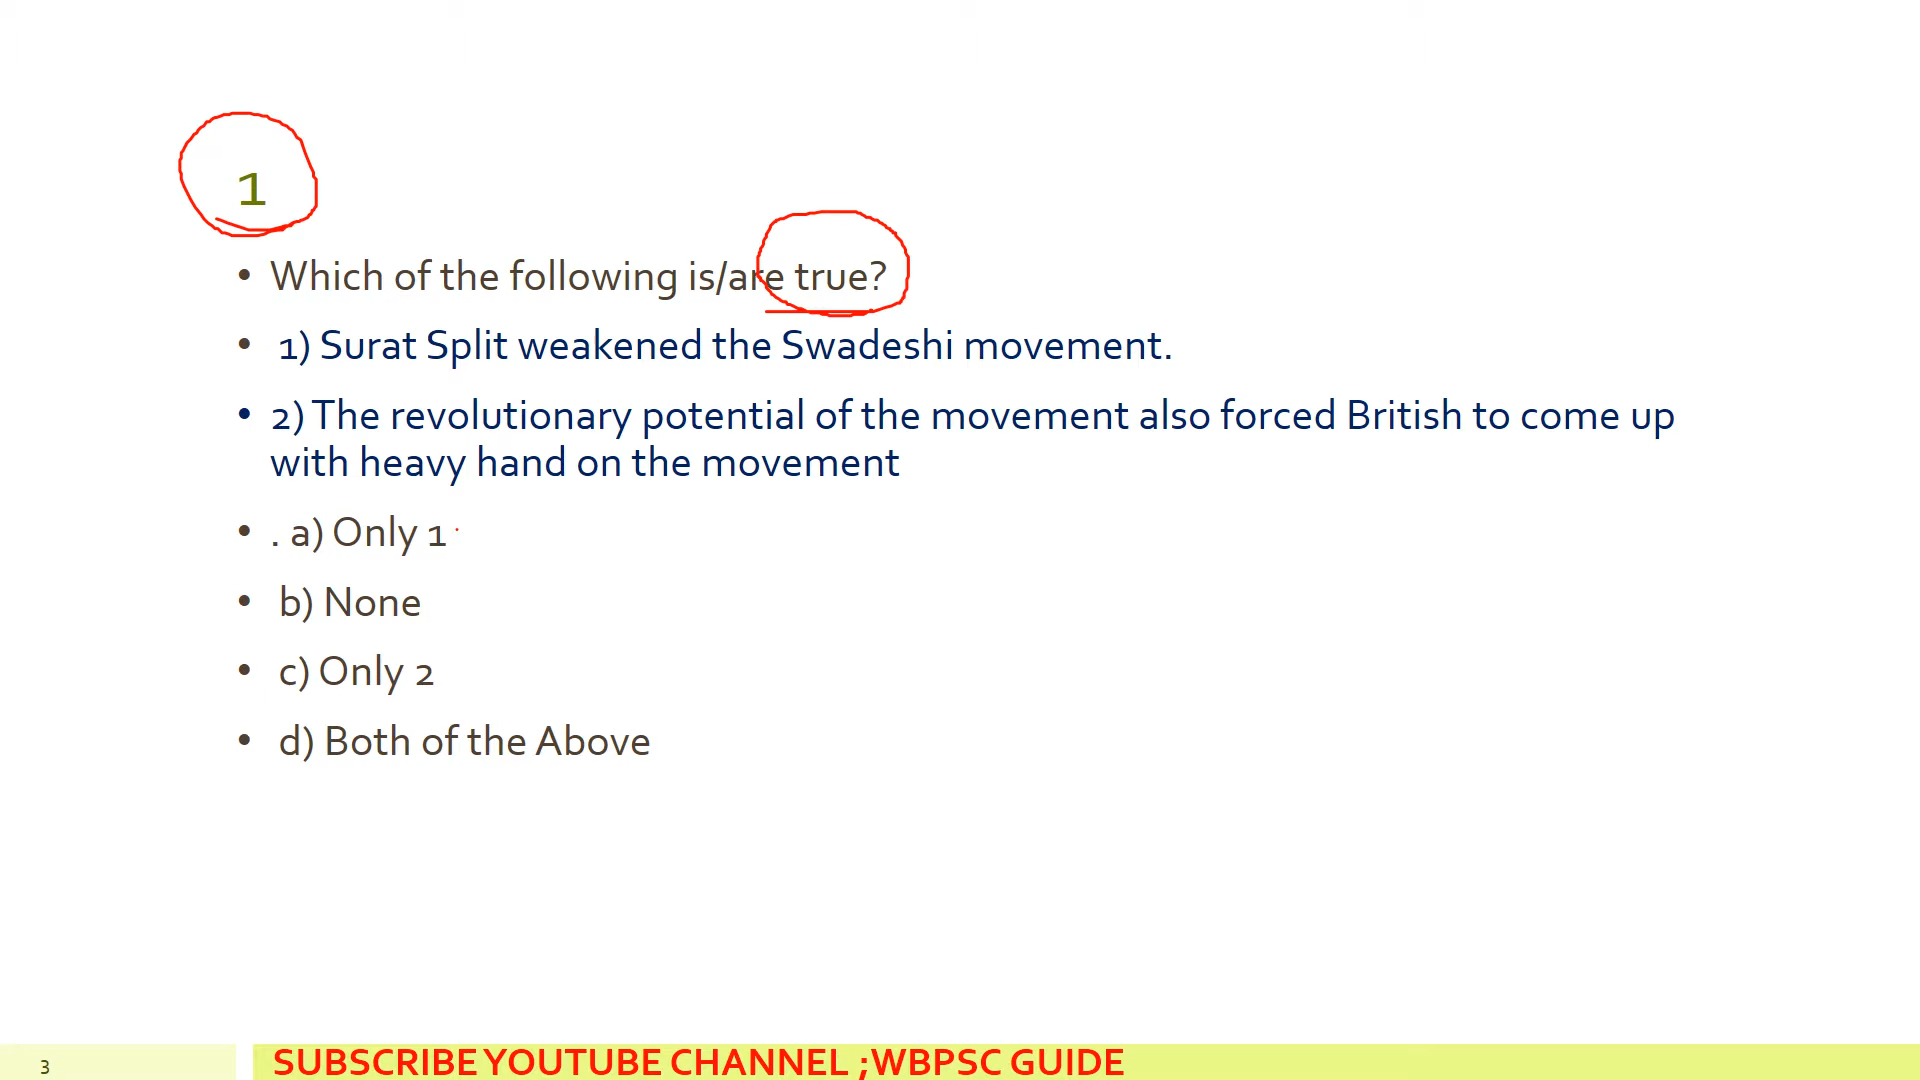 1
• Which of the following is/are true?
• 1) Surat Split weakened the Swadeshi movement.
• 2) The revolutionary potential of the movement also forced British to come up
with heavy hand on the movement
• . a) Only 1
• b) None
• c) Only 2
• d) Both of the Above
3
SUBSCRIBE YOUTUBE CHANNEL ;WBPSC GUIDE